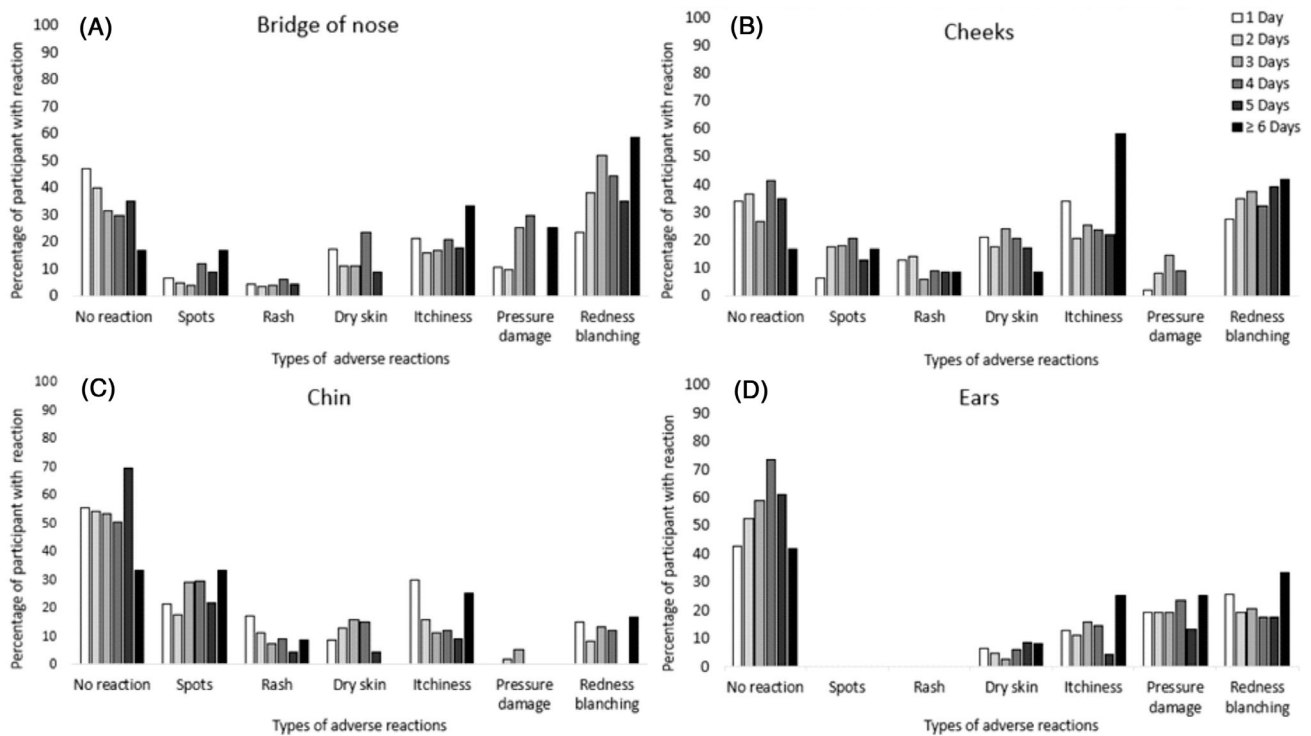 (A)
Bridge of nose
Percentage of participant with reaction
100
90
80
70
60
50
40
30
20
10
0
No reaction Spots Rash Dry skin Itchiness Pressure damage Redness blanching
Types of adverse reactions
(B)
Cheeks
1 Day
2 Days
3 Days
4 Days
5 Days
≥ 6 Days
Percentage of participant with reaction
100
90
80
70
60
50
40
30
20
10
0
No reaction Spots Rash Dry skin Itchiness Pressure damage Redness blanching
Types of adverse reactions
(C)
Chin
Percentage of participant with reaction
100
90
80
70
60
50
40
30
20
10
0
No reaction Spots Rash Dry skin Itchiness Pressure damage Redness blanching
Types of adverse reactions
(D)
Ears
Percentage of participant with reaction
100
90
80
70
60
50
40
30
20
10
0
No reaction Spots Rash Dry skin Itchiness Pressure damage Redness blanching
Types of adverse reactions